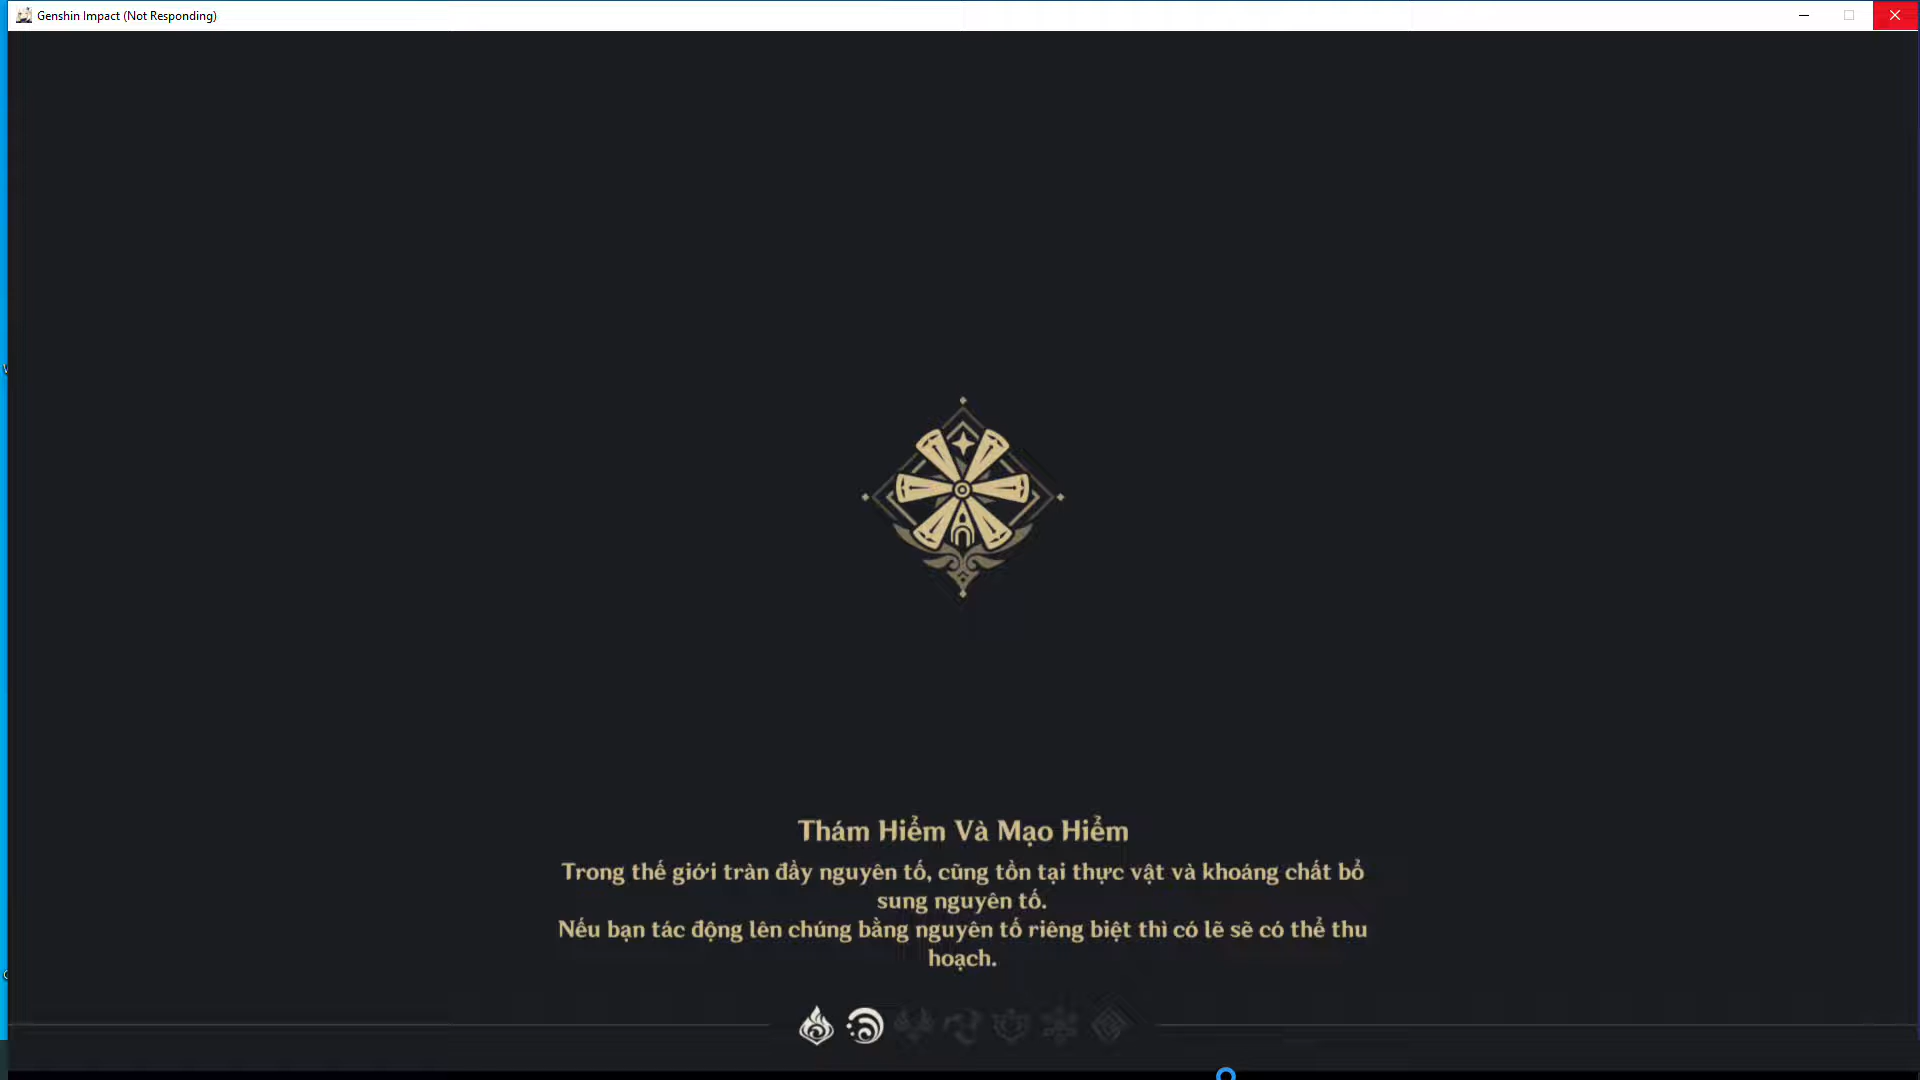 Genshin Impact (Not Responding)
Thám Hiểm Và Mạo Hiểm
Trong thế giới tràn đầy nguyên tố, cũng tồn tại thực vật và khoáng chất bổ
sung nguyên tố.
Nếu bạn tác động lên chúng bằng nguyên tố riêng biệt thì có lẽ sẽ có thể thu
hoạch.